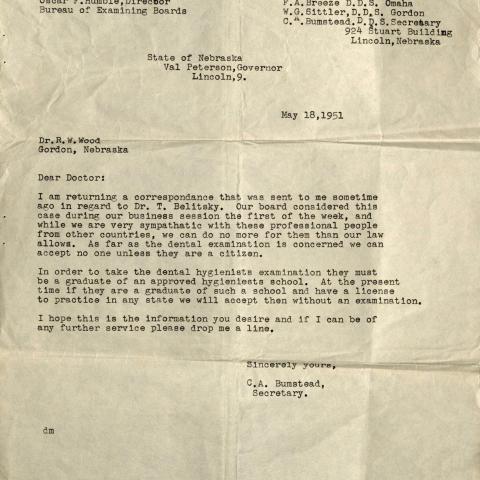 Oscar F.Humble,Director
Bureau of Examining Boards
F.A.Breeze D.D.S. Omaha
W.G.Sittler,D.D.S. Gordon
C.A.Bumstead.D.D.S.Secretary
924 Stuart Building
Lincoln,Nebraska
State of Nebraska
Val Peterson,Governor
Lincoln,9.
May 18,1951
Dr.R.W.Wood
Gordon, Nebraska
Dear Doctor:
I am returning a correspondance that was sent to me sometime
ago in regard to Dr. T. Belitsky.  Our board considered this
case during our business session the first of the week, and
while we are very sympathatic with these professional people
from other countries, we can do no more for them than our law
allows.  As far as the dental examination is concerned we can
accept no one unless they are a citizen.
In order to take the dental hygienists examination they must
be a graduate of an approved hygieniests school.  At the present
time if they are a graduate of such a school and have a license
to practice in any state we will accept then without an examination.
I hope this is the information you desire and if I can be of
any further service please drop me a line.
Sincerely yours,
C.A. Bumstead,
Secretary.
dm